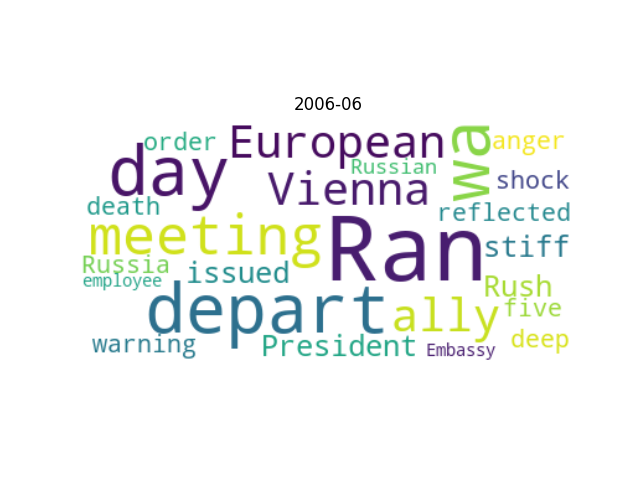 2006-06
order
European
wa
anger
day
Vienna
Russian
shock
death
reflected
meeting
Ran
stiff
Russia
employee
issued
Rush
depart
ally
five
warning
President
Embassy
deep